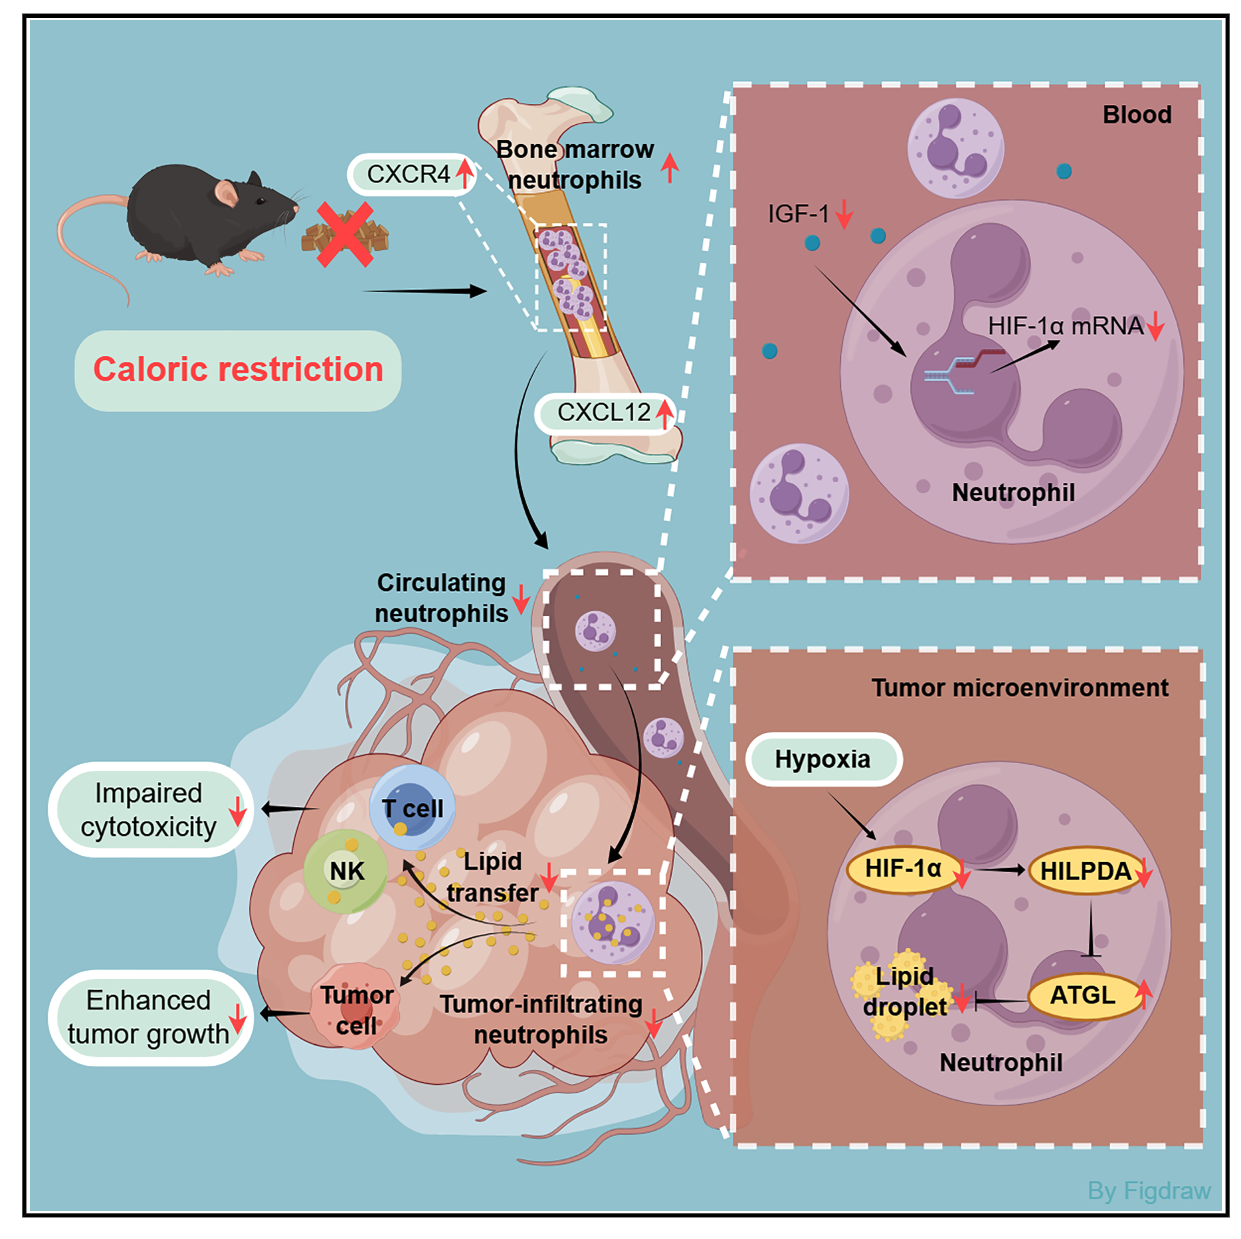 Caloric restriction
CXCR4
Bone marrow
neutrophils
CXCL12
Circulating
neutrophils
Blood
IGF-1
HIF-1α mRNA
Neutrophil
Tumor microenvironment
Hypoxia
HIF-1α
HILPDA
ATGL
Lipid
droplet
Neutrophil
Impaired
cytotoxicity
T cell
NK
Lipid
transfer
Enhanced
tumor growth
Tumor
cell
Tumor-infiltrating
neutrophils
By Figdraw